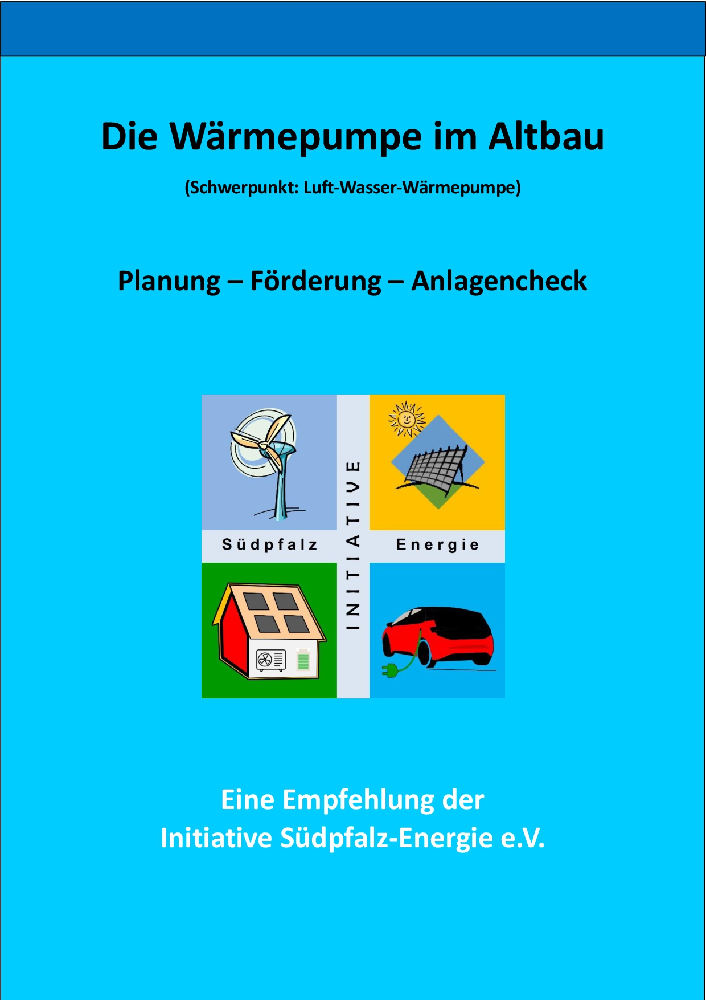 Die Wärmepumpe im Altbau
(Schwerpunkt: Luft-Wasser-Wärmepumpe)
Planung – Förderung – Anlagencheck
INITIATIVE
Südpfalz
Energie
Eine Empfehlung der
Initiative Südpfalz-Energie e.V.